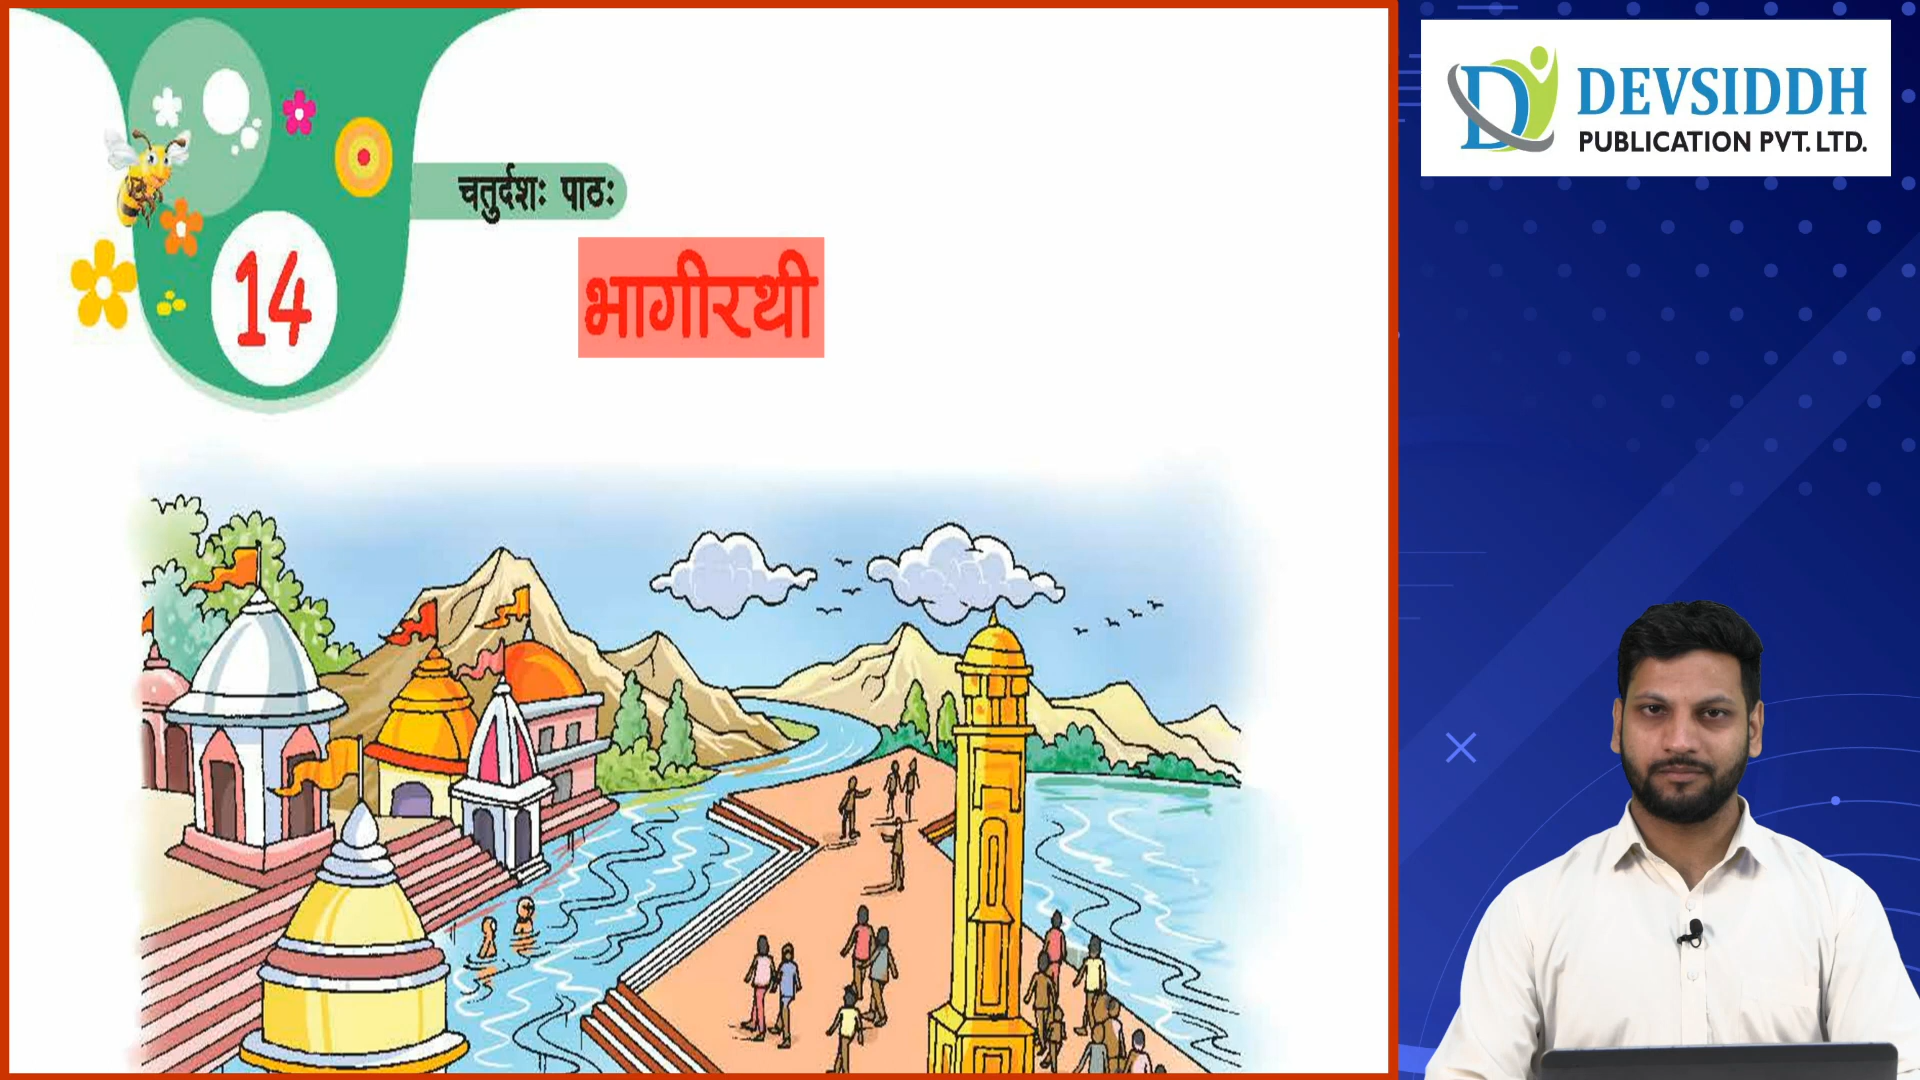 चतुर्दशः पाठः
14
भागीरथी
DEVSIDDH
PUBLICATION PVT. LTD.